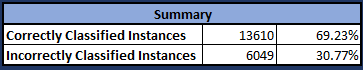 Summary
Correctly Classified Instances 13610 69.23%
Incorrectly Classified Instances 6049 30.77%